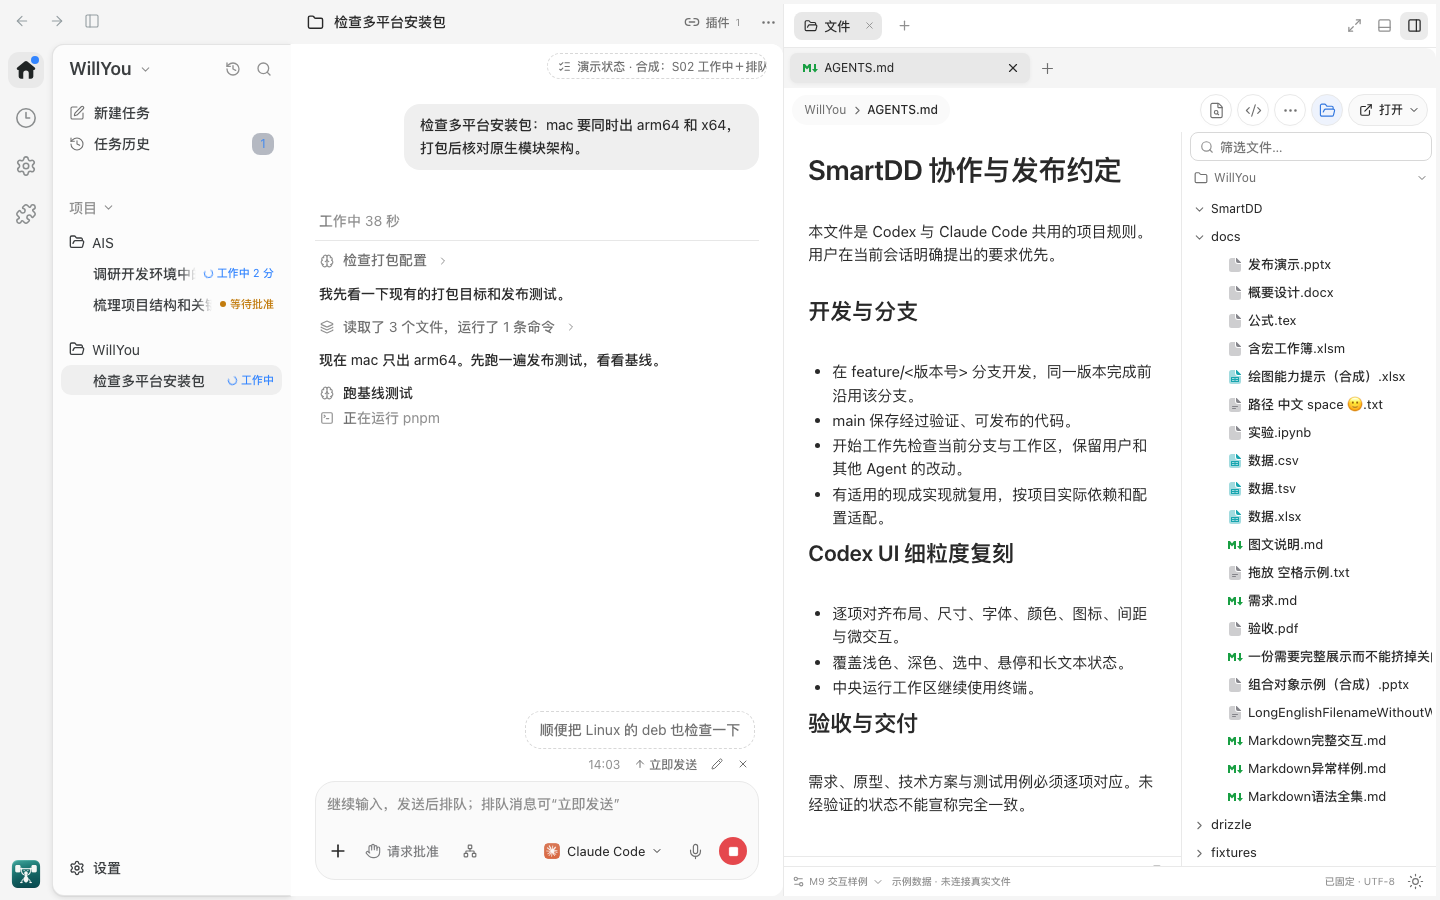 检查多平台安装包
插件 1
文件
AGENTS.md
WillYou
新建任务
任务历史
1
项目
AIS
调研开发环境中
工作中 2 分
梳理项目结构和关
等待批准
WillYou
检查多平台安装包
工作中
设置
演示状态 · 合成：S02 工作中＋排队
检查多平台安装包：mac 要同时出 arm64 和 x64，
打包后核对原生模块架构。
工作中 38 秒
检查打包配置
我先看一下现有的打包目标和发布测试。
读取了 3 个文件，运行了 1 条命令
现在 mac 只出 arm64。先跑一遍发布测试，看看基线。
跑基线测试
正在运行 pnpm
顺便把 Linux 的 deb 也检查一下
14:03
立即发送
继续输入，发送后排队；排队消息可“立即发送”
请求批准
Claude Code
WillYou
AGENTS.md
打开
SmartDD 协作与发布约定
本文件是 Codex 与 Claude Code 共用的项目规则。
用户在当前会话明确提出的要求优先。
开发与分支
在 feature/<版本号> 分支开发，同一版本完成前
沿用该分支。
main 保存经过验证、可发布的代码。
开始工作先检查当前分支与工作区，保留用户和
其他 Agent 的改动。
有适用的现成实现就复用，按项目实际依赖和配
置适配。
Codex UI 细粒度复刻
逐项对齐布局、尺寸、字体、颜色、图标、间距
与微交互。
覆盖浅色、深色、选中、悬停和长文本状态。
中央运行工作区继续使用终端。
验收与交付
需求、原型、技术方案与测试用例必须逐项对应。未
经验证的状态不能宣称完全一致。
筛选文件...
WillYou
SmartDD
docs
发布演示.pptx
概要设计.docx
公式.tex
含宏工作簿.xlsm
绘图能力提示（合成）.xlsx
路径 中文 space 🙂.txt
实验.ipynb
数据.csv
数据.tsv
数据.xlsx
图文说明.md
拖放 空格示例.txt
需求.md
验收.pdf
一份需要完整展示而不能挤掉关
组合对象示例（合成）.pptx
LongEnglishFilenameWithoutW
Markdown完整交互.md
Markdown异常样例.md
Markdown语法全集.md
drizzle
fixtures
M9 交互样例
示例数据 · 未连接真实文件
已固定 · UTF-8